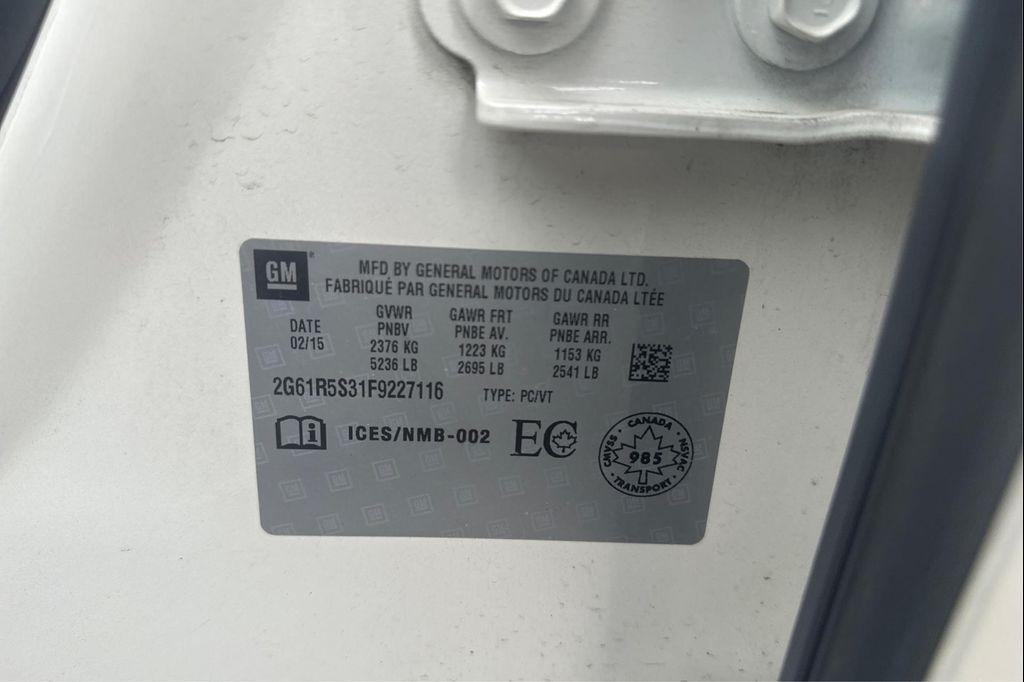 GM
MFD BY GENERAL MOTORS OF CANADA LTD.
FABRIQUÉ PAR GENERAL MOTORS DU CANADA LTÉE
DATE
02/15
GVWR
PNBV
2376 KG
5236 LB
GAWR FRT
PNBE AV.
1223 KG
2695 LB
GAWR RR
PNBE ARR.
1153 KG
2541 LB
2G61R5S31F9227116
TYPE: PC/VT
i
ICES/NMB-002
EC
CANADA
CMVSS
985
NSVAC
TRANSPORT